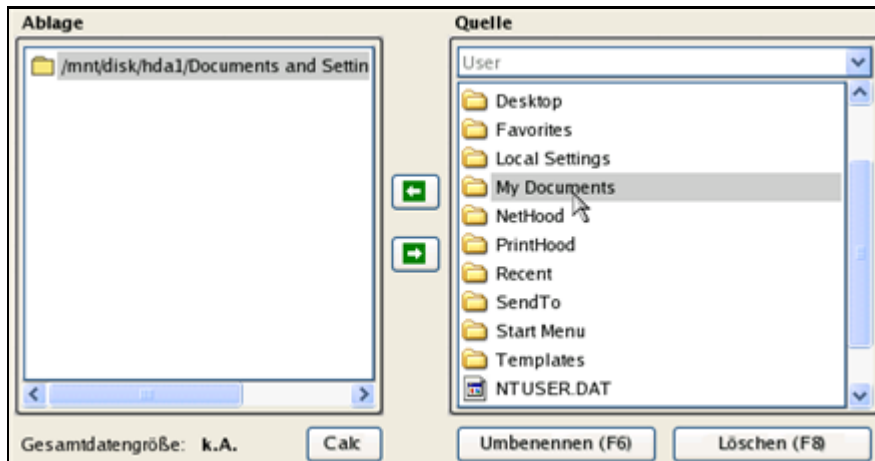 Ablage
/mnt/disk/hda1/Documents and Settin
Gesamtdatengröße: k.A.
Calc
Quelle
User
Desktop
Favorites
Local Settings
My Documents
NetHood
PrintHood
Recent
SendTo
Start Menu
Templates
NTUSER.DAT
Umbenennen (F6)
Löschen (F8)